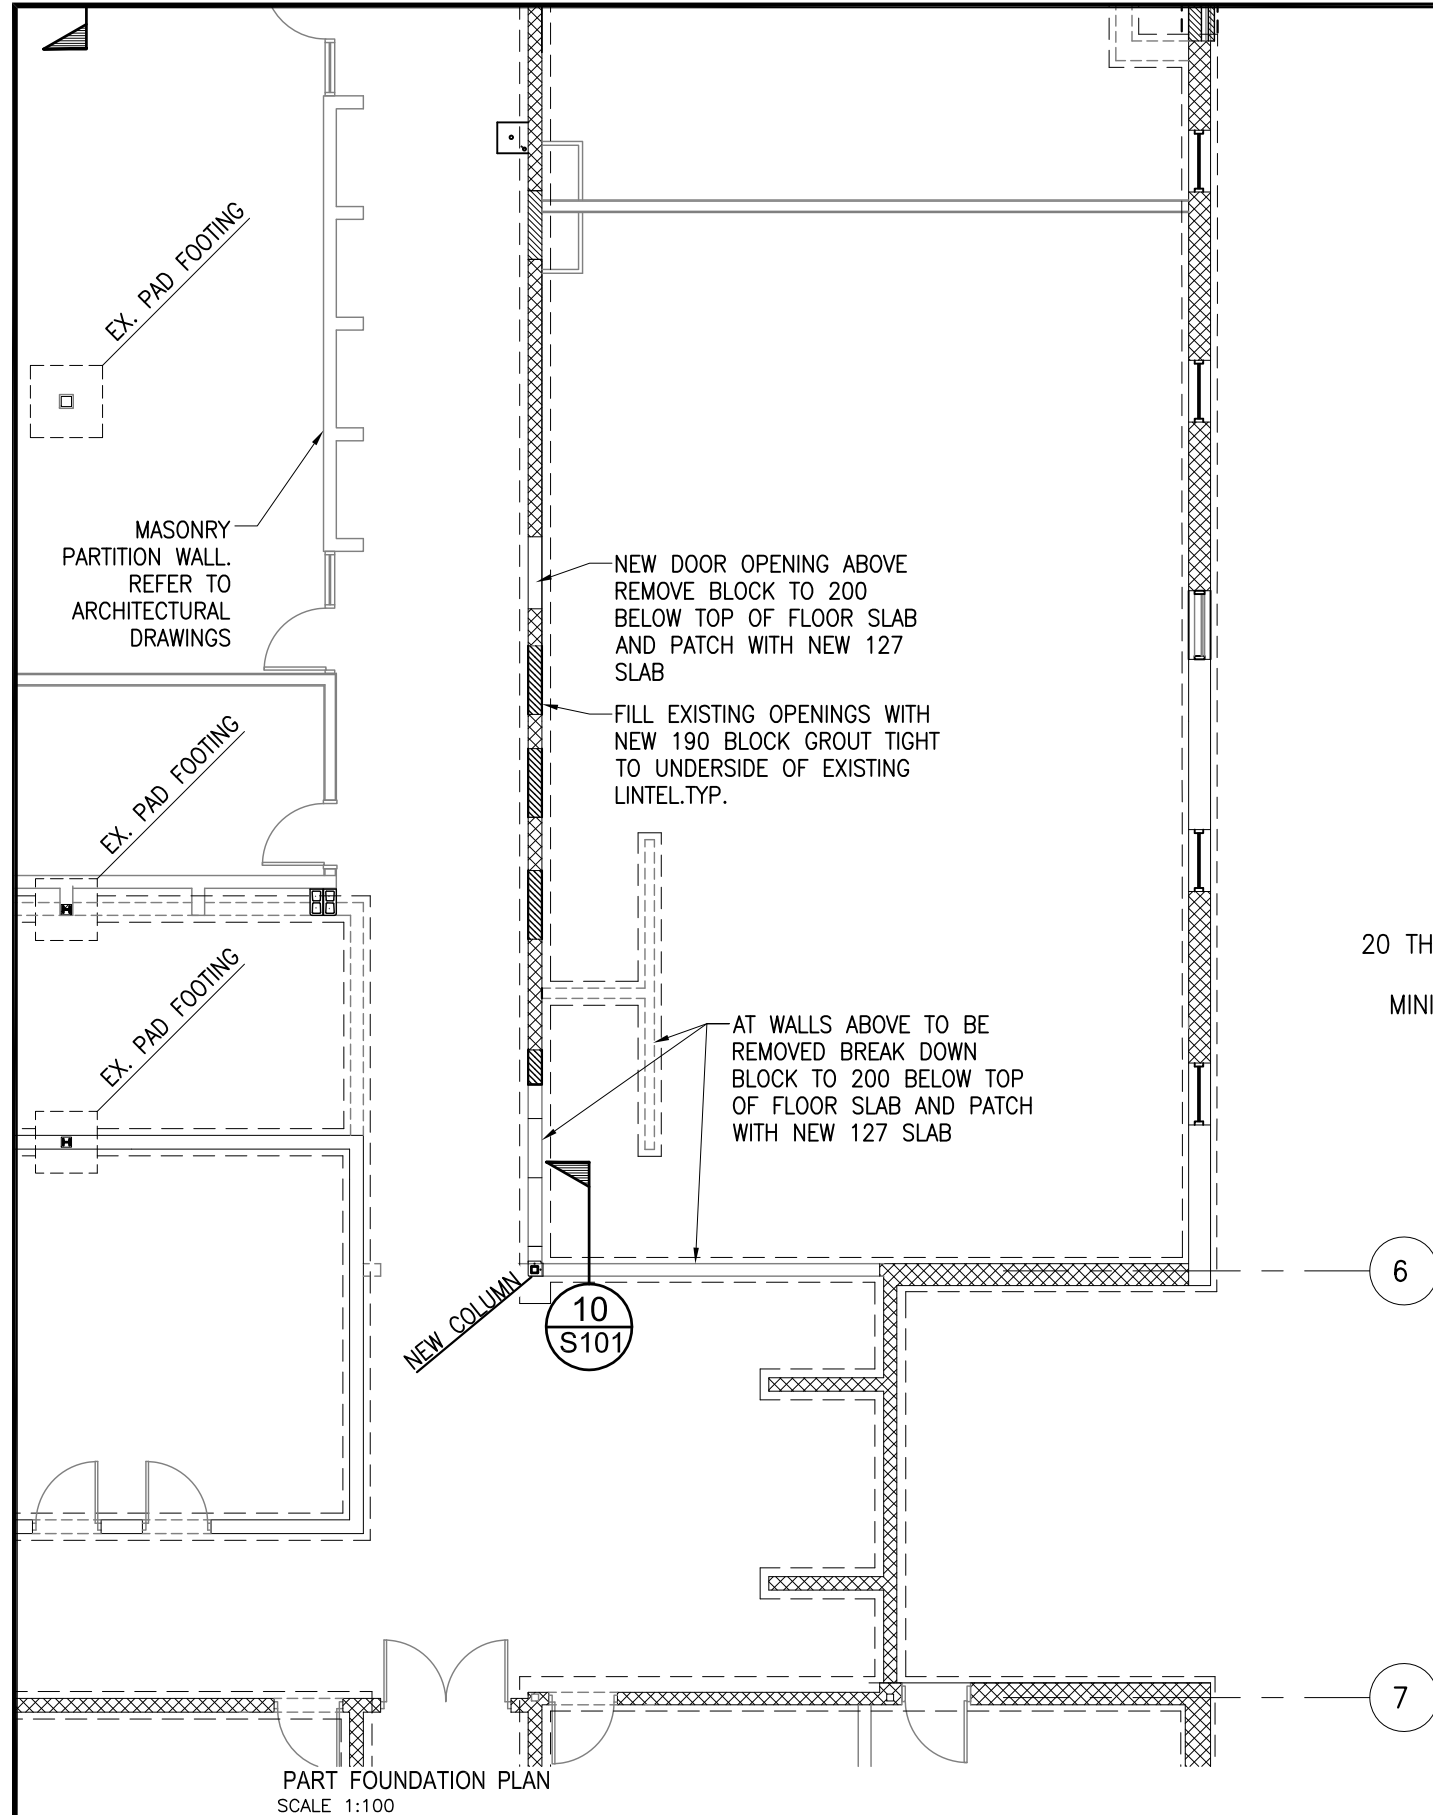 EX. PAD FOOTING
MASONRY
PARTITION WALL.
REFER TO
ARCHITECTURAL
DRAWINGS
NEW DOOR OPENING ABOVE
REMOVE BLOCK TO 200
BELOW TOP OF FLOOR SLAB
AND PATCH WITH NEW 127
SLAB
FILL EXISTING OPENINGS WITH
NEW 190 BLOCK GROUT TIGHT
TO UNDERSIDE OF EXISTING
LINTEL.TYP.
EX. PAD FOOTING
20 TH
MINI
EX. PAD FOOTING
AT WALLS ABOVE TO BE
REMOVED BREAK DOWN
BLOCK TO 200 BELOW TOP
OF FLOOR SLAB AND PATCH
WITH NEW 127 SLAB
6
NEW COLUMN
10
S101
7
PART FOUNDATION PLAN
SCALE 1:100